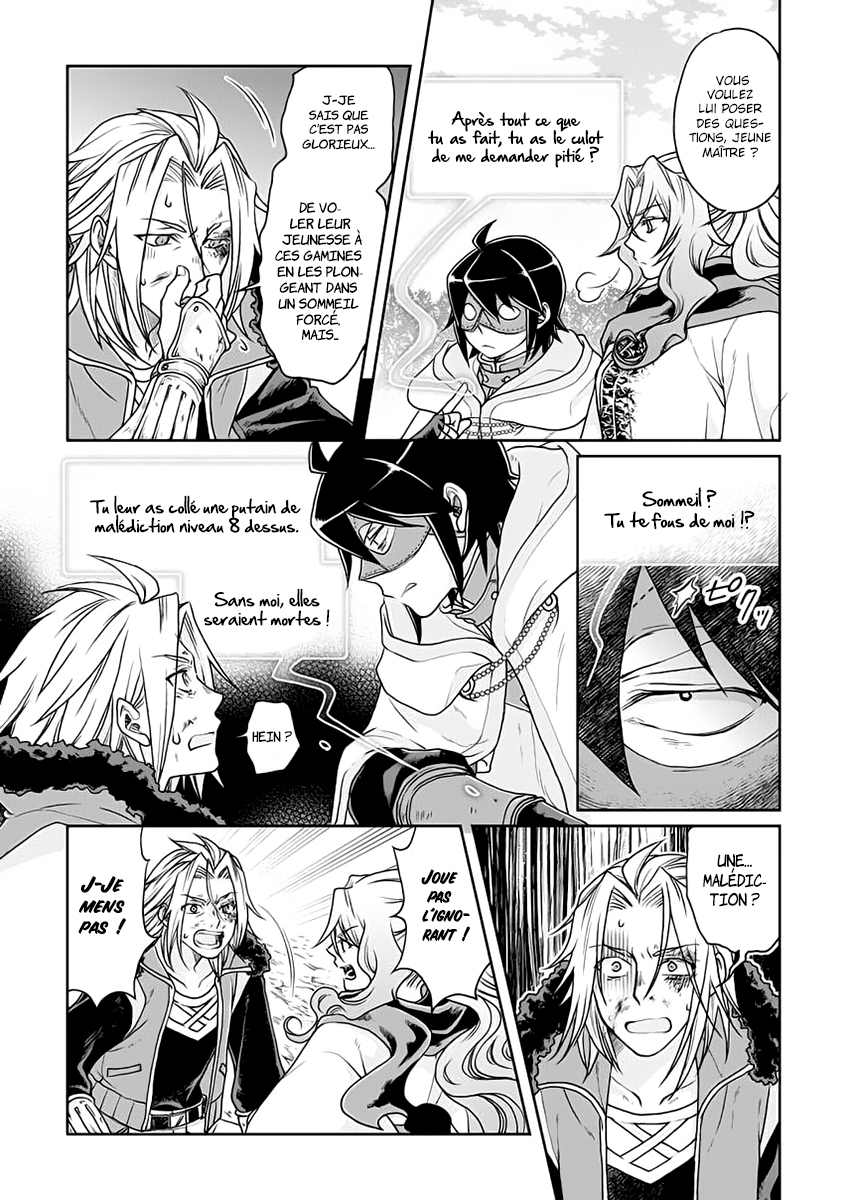 VOUS
VOULEZ
LUI POSER
DES QUES-
TIONS, JEUNE
MAÎTRE ?
Après tout ce que
tu as fait, tu as le culot
de me demander pitié ?
J-JE
SAIS QUE
C'EST PAS
GLORIEUX...
DE VO-
LER LEUR
JEUNESSE À
CES GAMINES
EN LES PLON-
GEANT DANS
UN SOMMEIL
FORCÉ,
MAIS...
Sommeil ?
Tu te fous de moi !?
ピクッ
Tu leur as collé une putain de
malédiction niveau 8 dessus.
Sans moi, elles
seraient mortes !
HEIN ?
UNE...
MALÉDIC-
TION ?
JOUE PAS
L'IGNO-
RANT !
J-JE
MENS
PAS !